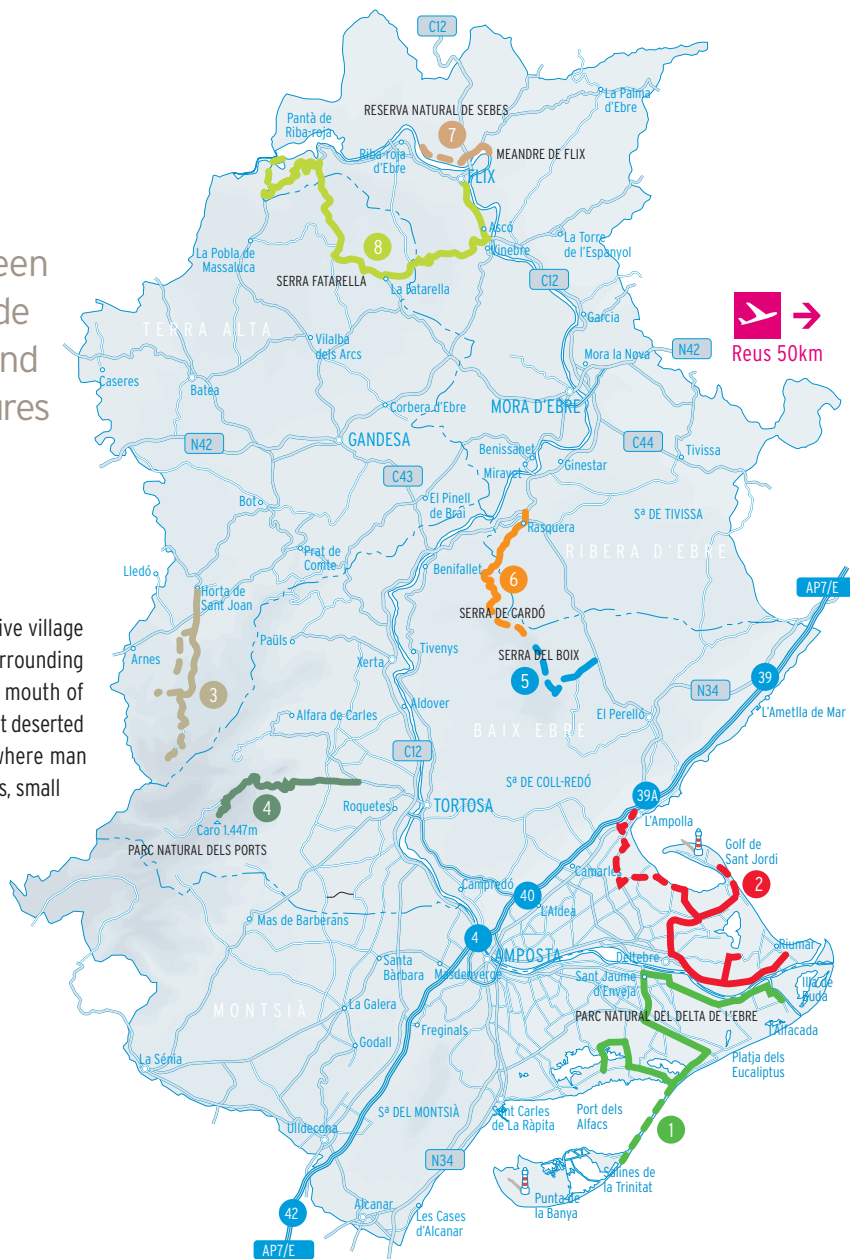 C12
La Palma
d'Ebre
RESERVA NATURAL DE SEBES
Pantà de
Riba-roja
7
Riba-roja
d'Ebre
MEANDRE DE FLIX
FLIX
Ascó
Vinebre
La Torre
de l'Espanyol
8
La Pobla de
Massaluca
SERRA FATARELLA
La Fatarella
C12
een
de
nd
ures
TERRA ALTA
Garcia
Vilalba
dels Arcs
Mora la Nova
N42
Reus 50km
Caseres
Batea
Corbera d'Ebre
MORA D'EBRE
N42
GANDESA
C44
Tivissa
Benissanet
Miravet
Ginestar
C43
Bot
El Pinell
de Brai
Sª DE TIVISSA
Rasquera
RIBERA D'EBRE
Prat de
Comte
Lledó
Benifallet
6
AP7/E
Horta de
Sant Joan
SERRA DE CARDÓ
ive village
rrounding
mouth of
t deserted
where man
s, small
Arnes
Paüls
Xerta
Tivenys
SERRA DEL BOIX
5
39
3
N34
Aldover
El Perelló
L'Ametlla de Mar
Alfara de Carles
BAIX EBRE
C12
Sª DE COLL-REDÓ
4
Roquetes
TORTOSA
39A
L'Ampolla
Caro 1.447m
PARC NATURAL DELS PORTS
Golf de
Sant Jordi
Camarles
2
Campredó
40
L'Aldea
Mas de Barberans
4
AMPOSTA
Deltebre
Riumar
Santa
Bàrbara
Masdenverge
Sant Jaume
d'Enveja
Illa de
Buda
MONTSIÀ
La Galera
PARC NATURAL DEL DELTA DE L'EBRE
l'Alfacada
Freginals
Godall
Platja dels
Eucaliptus
La Sénia
Sª DEL MONTSIÀ
Sant Carles
de La Ràpita
Port dels
Alfacs
1
Ulldecona
N34
Salines de
la Trinitat
Punta de
la Banya
42
Alcanar
Les Cases
d'Alcanar
AP7/E